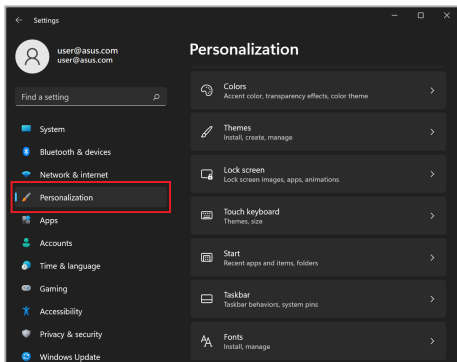 Settings
user@asus.com
user@asus.com
Find a setting
System
Bluetooth & devices
Network & internet
Personalization
Apps
Accounts
Time & language
Gaming
Accessibility
Privacy & security
Windows Update
Personalization
Colors
Accent color, transparency effects, color theme
Themes
Install, create, manage
Lock screen
Lock screen images, apps, animations
Touch keyboard
Themes, size
Start
Recent apps and items, folders
Taskbar
Taskbar behaviors, system pins
Fonts
Install, manage